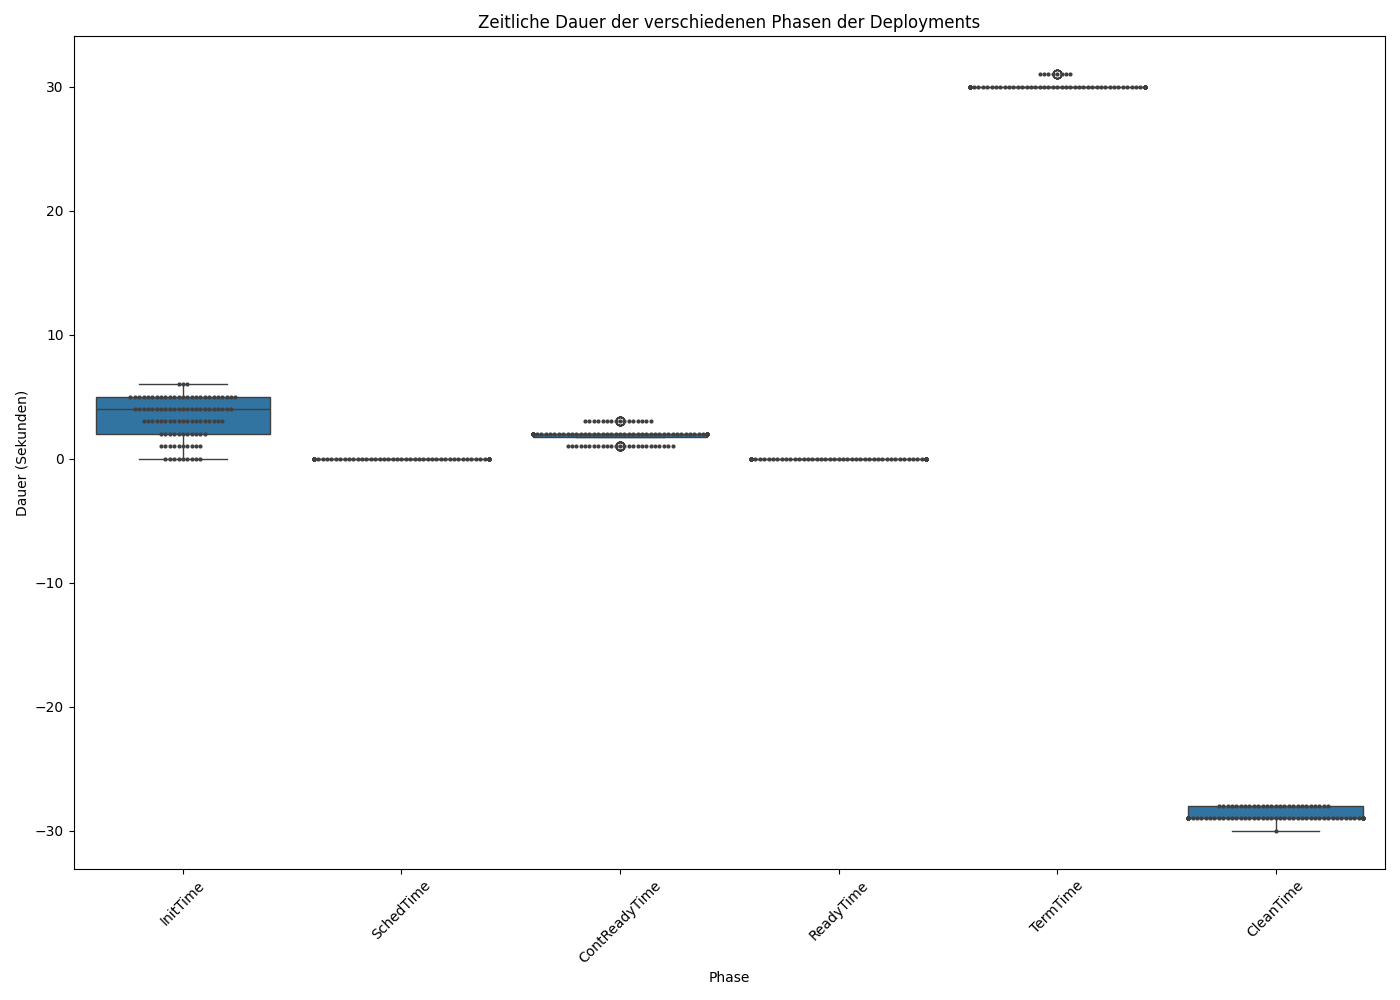 Zeitliche Dauer der verschiedenen Phasen der Deployments
Dauer (Sekunden)
30
20
10
0
−10
−20
−30
InitTime
SchedTime
ContReadyTime
ReadyTime
TermTime
CleanTime
Phase